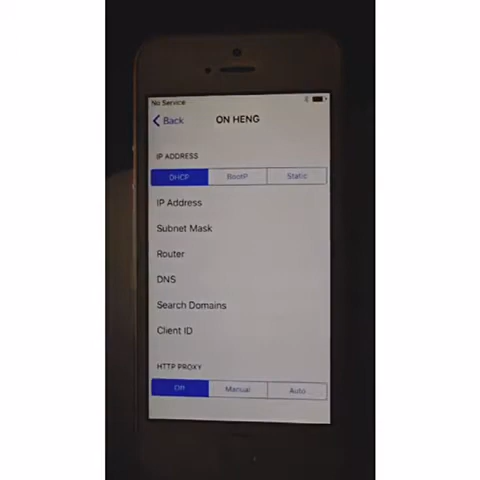 No Service
Back
ON HENG
IP ADDRESS
DHCP BootP Static
IP Address
Subnet Mask
Router
DNS
Search Domains
Client ID
HTTP PROXY
Off Manual Auto